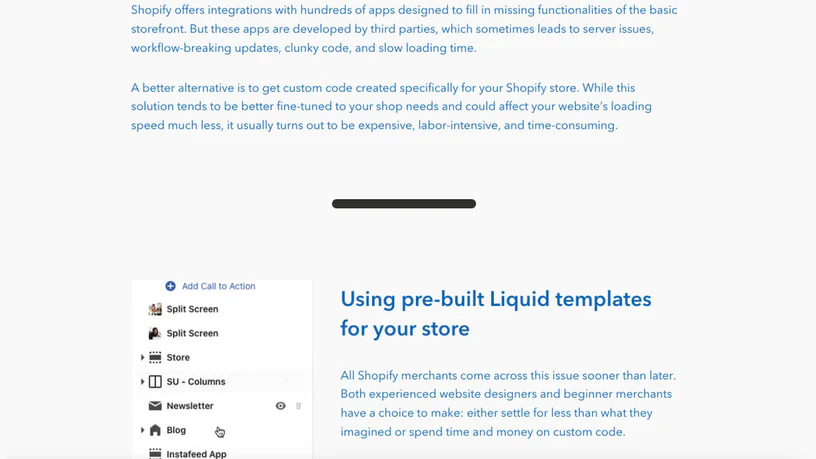 Shopify offers integrations with hundreds of apps designed to fill in missing functionalities of the basic
storefront. But these apps are developed by third parties, which sometimes leads to server issues,
workflow-breaking updates, clunky code, and slow loading time.
A better alternative is to get custom code created specifically for your Shopify store. While this
solution tends to be better fine-tuned to your shop needs and could affect your website's loading
speed much less, it usually turns out to be expensive, labor-intensive, and time-consuming.
Add Call to Action
Split Screen
Split Screen
Store
SU - Columns
Newsletter
Blog
Instafeed App
Using pre-built Liquid templates
for your store
All Shopify merchants come across this issue sooner than later.
Both experienced website designers and beginner merchants
have a choice to make: either settle for less than what they
imagined or spend time and money on custom code.